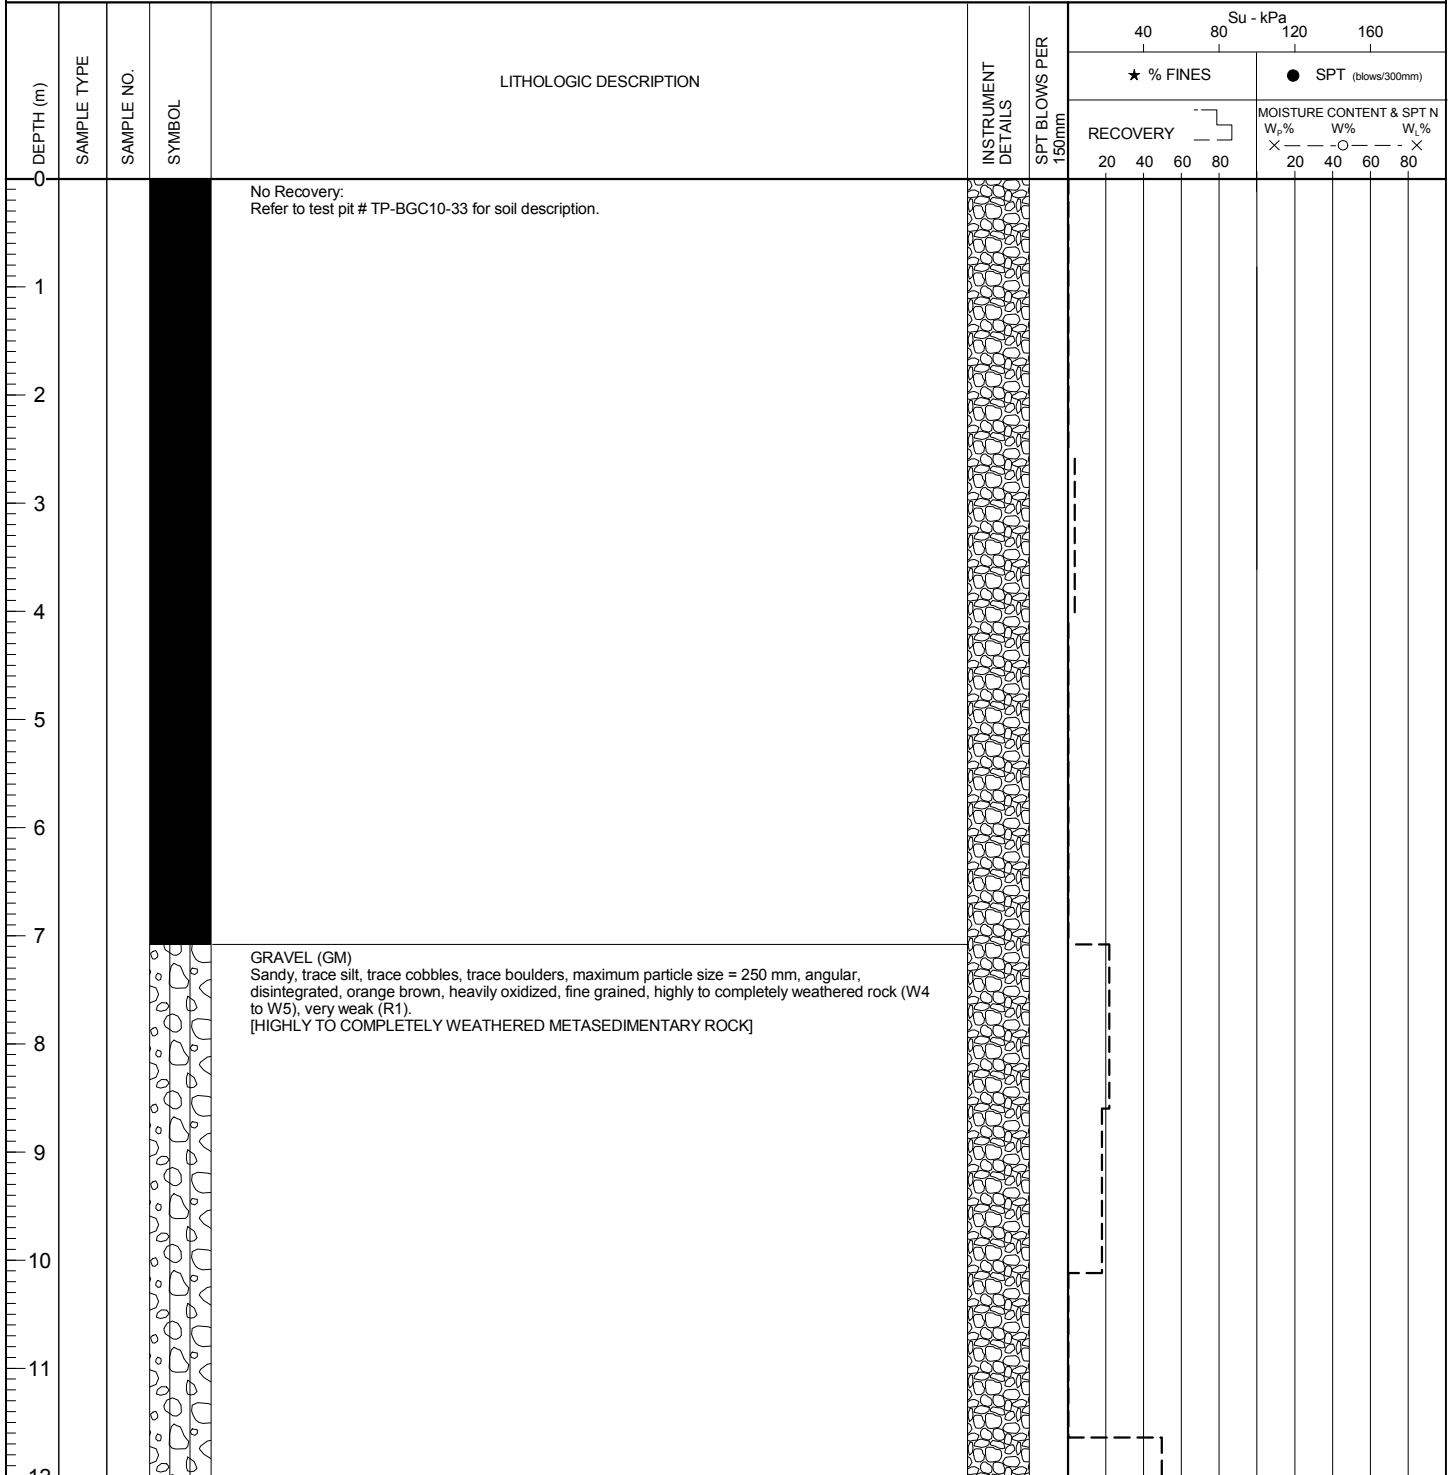 DEPTH (m)
SAMPLE TYPE
SAMPLE NO.
SYMBOL
LITHOLOGIC DESCRIPTION
INSTRUMENT
DETAILS
SPT BLOWS PER
150mm
Su - kPa
40 80 120 160
★ % FINES
● SPT (blows/300mm)
RECOVERY
MOISTURE CONTENT & SPT N
Wₚ% W% W_L%
20 40 60 80 20 40 60 80
0
No Recovery:
Refer to test pit # TP-BGC10-33 for soil description.
1
2
3
4
5
6
7
GRAVEL (GM)
Sandy, trace silt, trace cobbles, trace boulders, maximum particle size = 250 mm, angular,
disintegrated, orange brown, heavily oxidized, fine grained, highly to completely weathered rock (W4
to W5), very weak (R1).
[HIGHLY TO COMPLETELY WEATHERED METASEDIMENTARY ROCK]
8
9
10
11
12